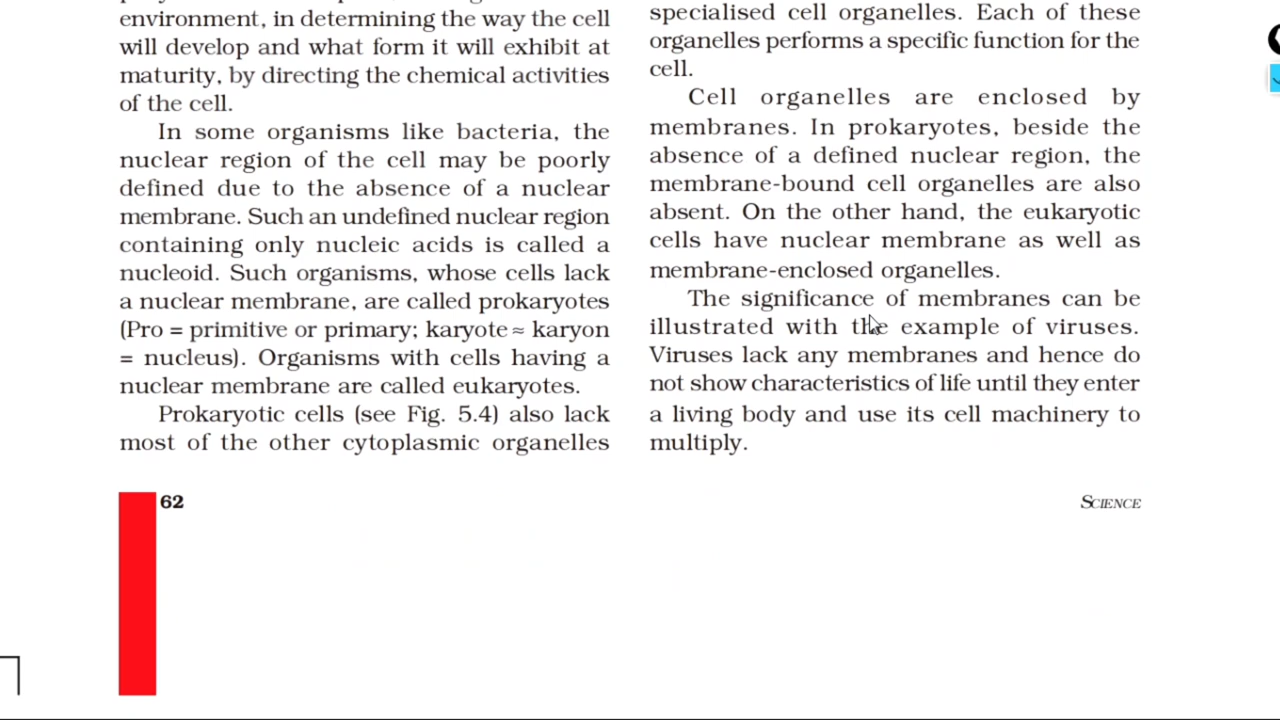 environment, in determining the way the cell
will develop and what form it will exhibit at
maturity, by directing the chemical activities
of the cell.
In some organisms like bacteria, the
nuclear region of the cell may be poorly
defined due to the absence of a nuclear
membrane. Such an undefined nuclear region
containing only nucleic acids is called a
nucleoid. Such organisms, whose cells lack
a nuclear membrane, are called prokaryotes
(Pro = primitive or primary; karyote ≈ karyon
= nucleus). Organisms with cells having a
nuclear membrane are called eukaryotes.
Prokaryotic cells (see Fig. 5.4) also lack
most of the other cytoplasmic organelles
specialised cell organelles. Each of these
organelles performs a specific function for the
cell.
Cell organelles are enclosed by
membranes. In prokaryotes, beside the
absence of a defined nuclear region, the
membrane-bound cell organelles are also
absent. On the other hand, the eukaryotic
cells have nuclear membrane as well as
membrane-enclosed organelles.
The significance of membranes can be
illustrated with the example of viruses.
Viruses lack any membranes and hence do
not show characteristics of life until they enter
a living body and use its cell machinery to
multiply.
62
SCIENCE